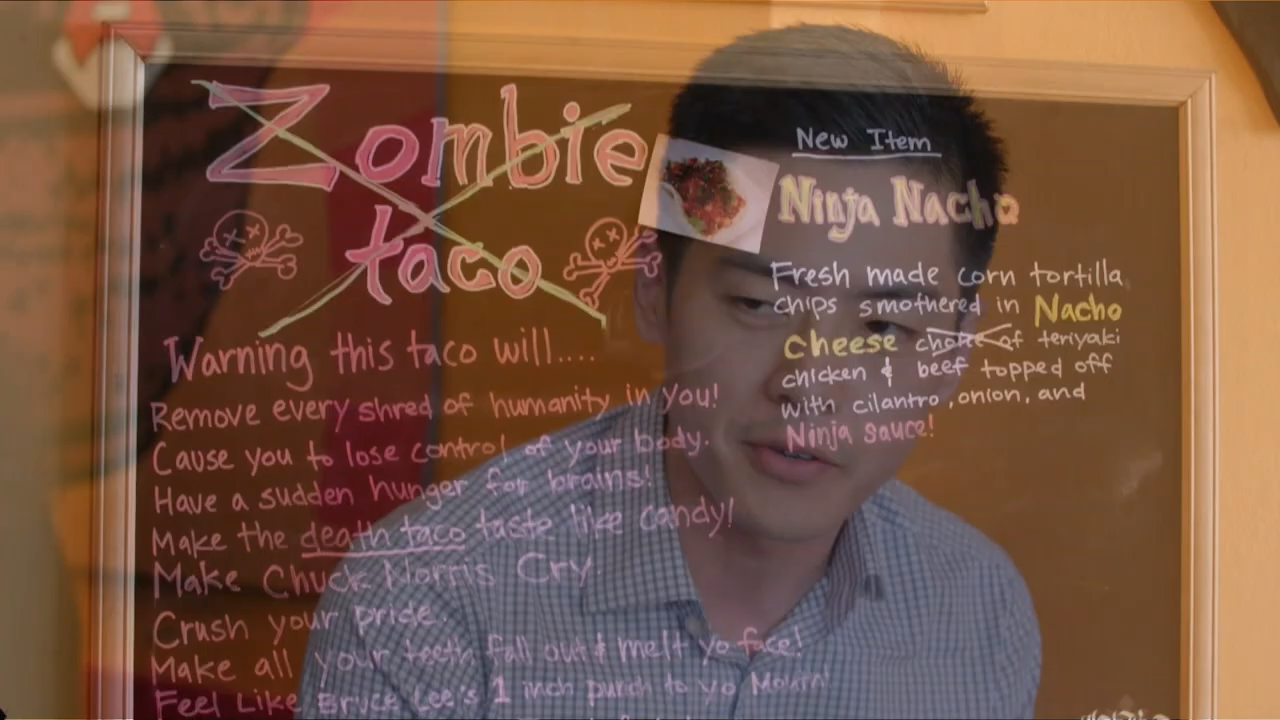 Zombie
taco
Warning this taco will....
Remove every shred of humanity in you!
Cause you to lose control of your body.
Have a sudden hunger for brains!
Make the death taco taste like candy!
Make Chuck Norris Cry
Crush your pride.
Make all your teeth fall out & melt yo face!
Feel Like Bruce Lee's 1 inch punch to yo Mouth!
New Item
Ninja Nacho
Fresh made corn tortilla
chips smothered in Nacho
Cheese choice of teriyaki
chicken & beef topped off
with cilantro, onion, and
Ninja sauce!